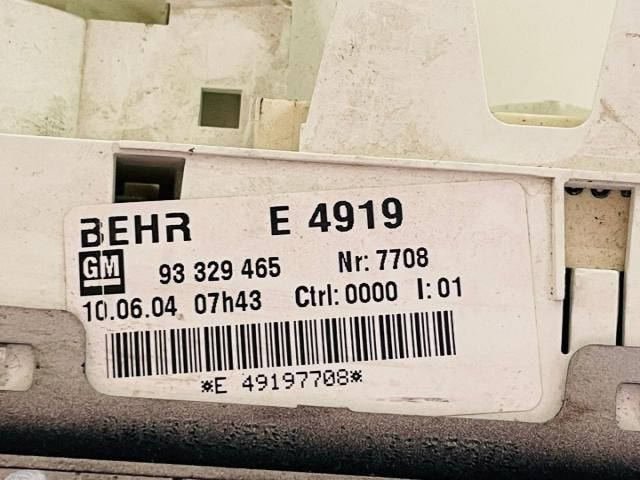 BEHR E 4919
GM 93 329 465 Nr: 7708
10.06.04 07h43 Ctrl: 0000 I: 01
*E 49197708*